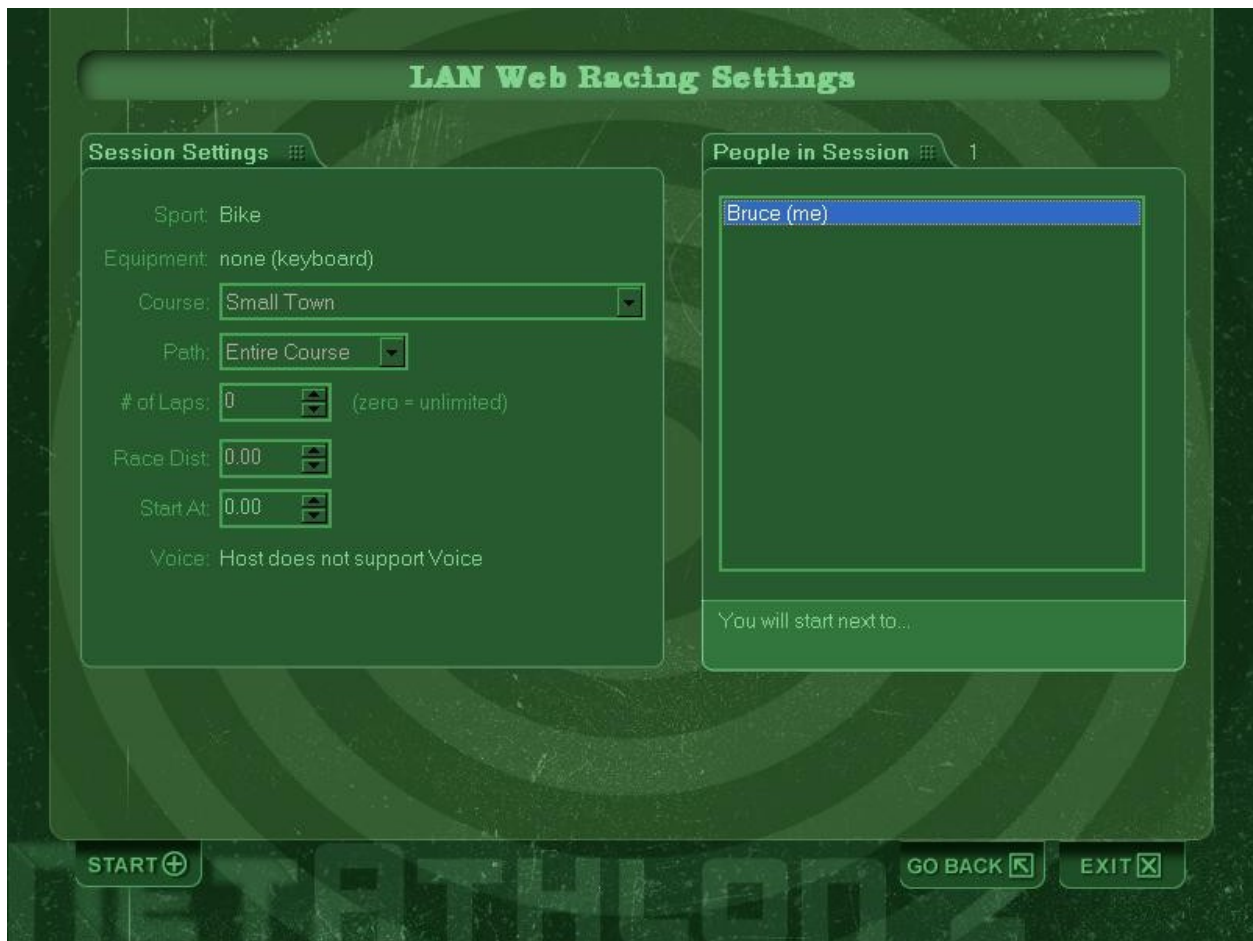 LAN Web Racing Settings
Session Settings
Sport: Bike
Equipment: none (keyboard)
Course: Small Town
Path: Entire Course
# of Laps: 0 (zero = unlimited)
Race Dist: 0.00
Start At: 0.00
Voice: Host does not support Voice
People in Session 1
Bruce (me)
You will start next to...
START
GO BACK
EXIT
NETATHLON 2